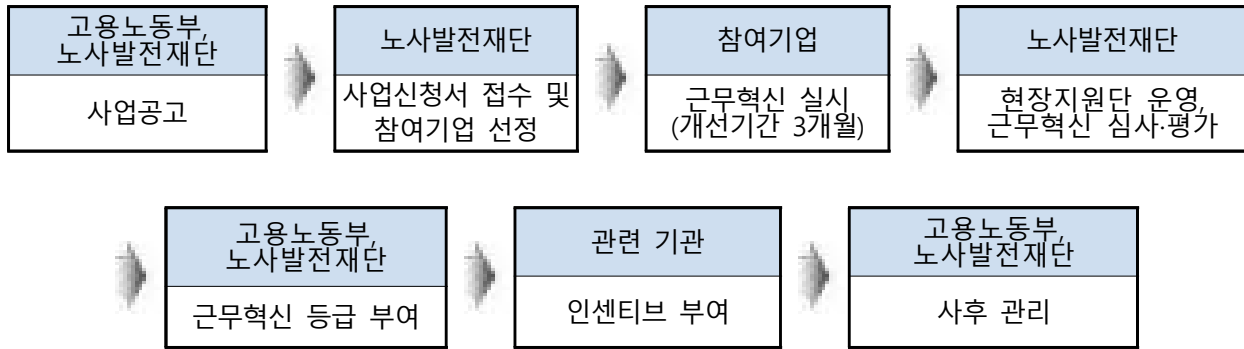 고용노동부,
노사발전재단
사업공고
노사발전재단
사업신청서 접수 및
참여기업 선정
참여기업
근무혁신 실시
(개선기간 3개월)
노사발전재단
현장지원단 운영,
근무혁신 심사·평가
고용노동부,
노사발전재단
근무혁신 등급 부여
관련 기관
인센티브 부여
고용노동부,
노사발전재단
사후 관리